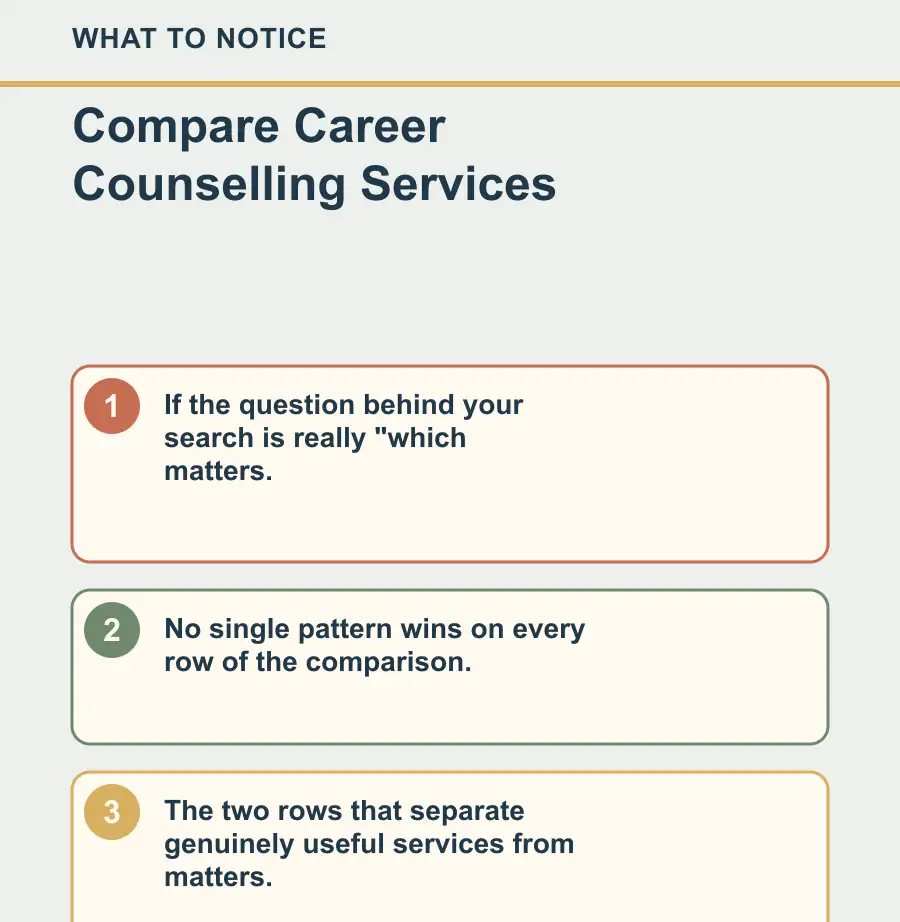 WHAT TO NOTICE
Compare Career
Counselling Services
1
If the question behind your
search is really "which
matters.
2
No single pattern wins on every
row of the comparison.
3
The two rows that separate
genuinely useful services from
matters.